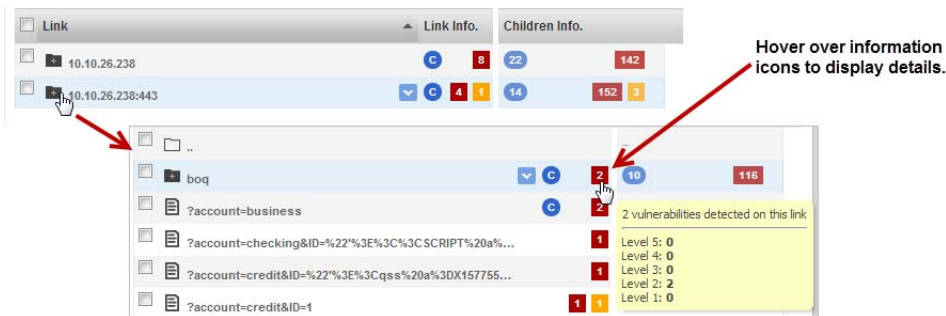 Link Link Info. Children Info.
10.10.26.238 C 8 22 142
10.10.26.238:443 C 4 1 14 152 3
Hover over information
icons to display details.
..
boq C 2 10 116
?account=business C 2
?account=checking&ID=%22'%3E%3C%3CSCRIPT%20a%...
1
?account=credit&ID=%22'%3E%3Cqss%20a%3DX157755...
1
?account=credit&ID=1 1 1
2 vulnerabilities detected on this link
Level 5: 0
Level 4: 0
Level 3: 0
Level 2: 2
Level 1: 0